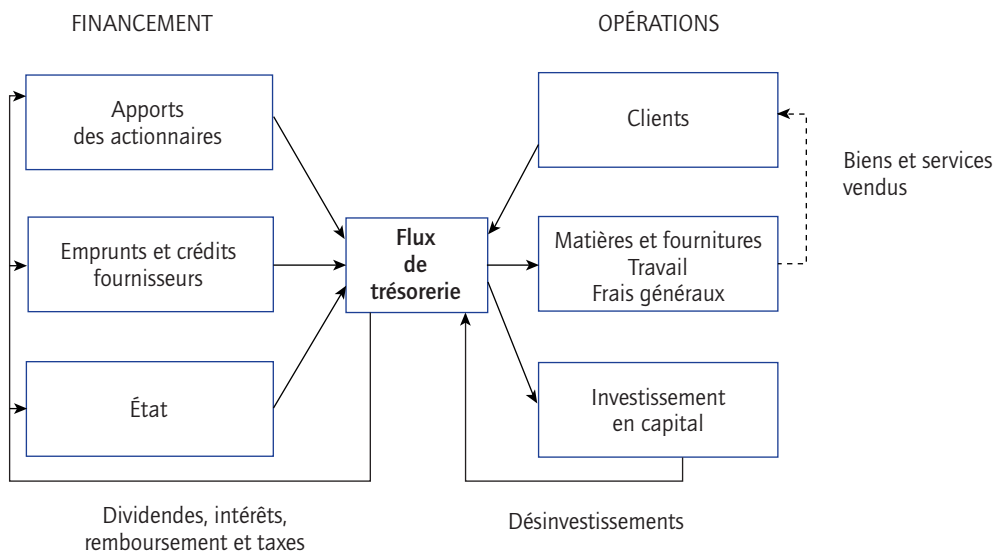 FINANCEMENT
OPÉRATIONS
Apports
des actionnaires
Clients
Biens et services
vendus
Emprunts et crédits
fournisseurs
Flux
de
trésorerie
Matières et fournitures
Travail
Frais généraux
État
Investissement
en capital
Dividendes, intérêts,
remboursement et taxes
Désinvestissements